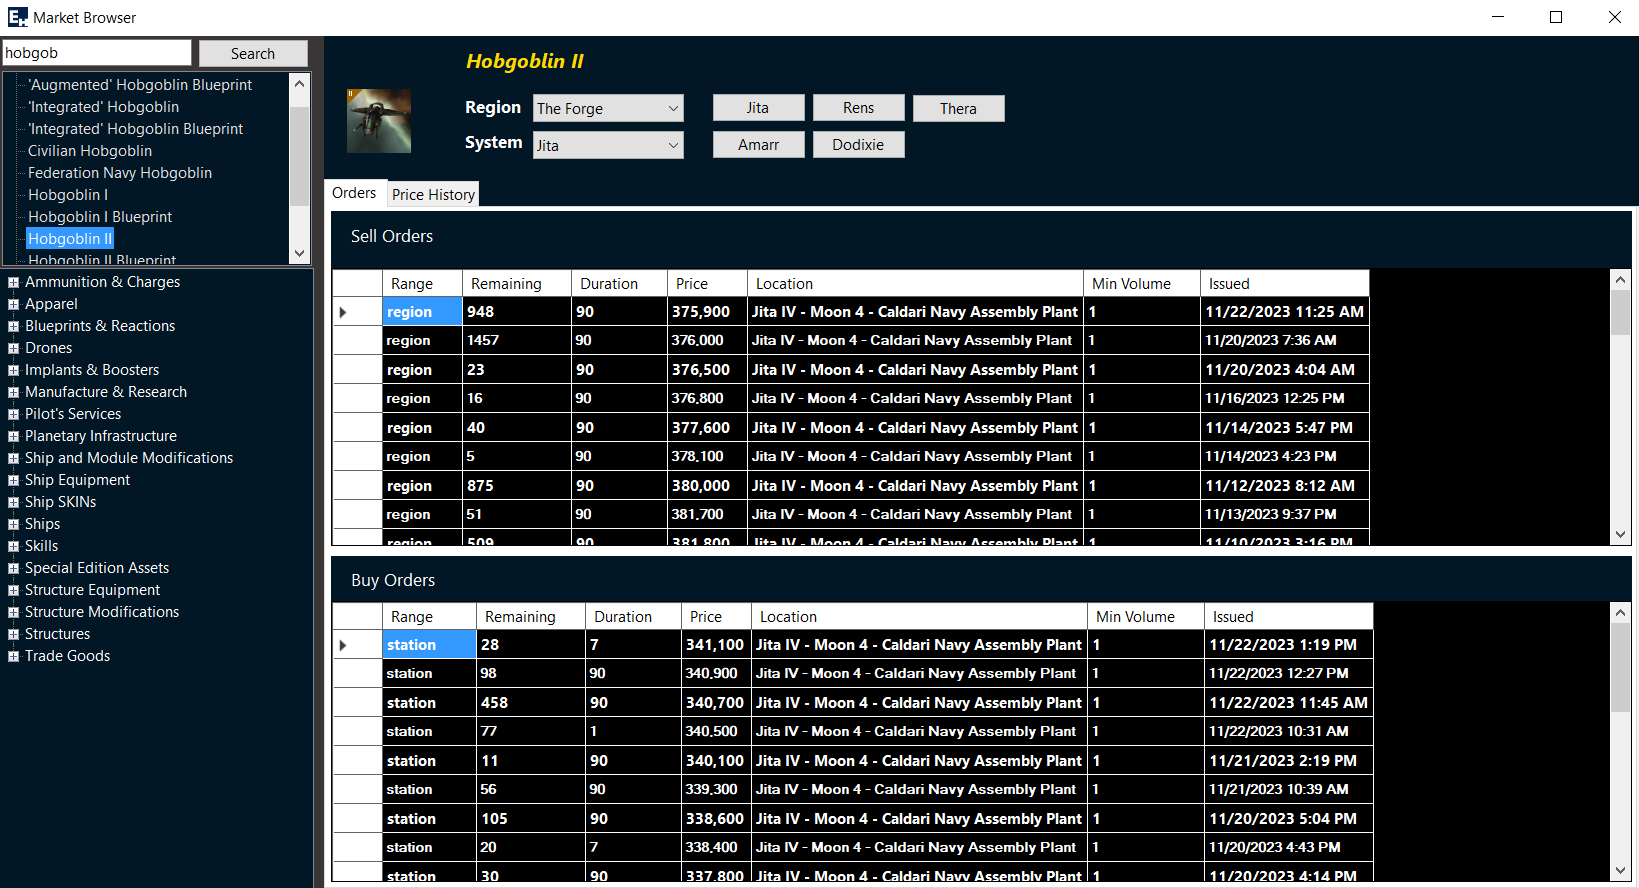 EH Market Browser
hobgob Search
'Augmented' Hobgoblin Blueprint
'Integrated' Hobgoblin
'Integrated' Hobgoblin Blueprint
Civilian Hobgoblin
Federation Navy Hobgoblin
Hobgoblin I
Hobgoblin I Blueprint
Hobgoblin II
Hobgoblin II Blueprint
Ammunition & Charges
Apparel
Blueprints & Reactions
Drones
Implants & Boosters
Manufacture & Research
Pilot's Services
Planetary Infrastructure
Ship and Module Modifications
Ship Equipment
Ship SKINs
Ships
Skills
Special Edition Assets
Structure Equipment
Structure Modifications
Structures
Trade Goods
Hobgoblin II
II
Region The Forge Jita Rens Thera
System Jita Amarr Dodixie
Orders Price History
Sell Orders
Range Remaining Duration Price Location Min Volume Issued
region 948 90 375,900 Jita IV - Moon 4 - Caldari Navy Assembly Plant 1 11/22/2023 11:25 AM
region 1457 90 376,000 Jita IV - Moon 4 - Caldari Navy Assembly Plant 1 11/20/2023 7:36 AM
region 23 90 376,500 Jita IV - Moon 4 - Caldari Navy Assembly Plant 1 11/20/2023 4:04 AM
region 16 90 376,800 Jita IV - Moon 4 - Caldari Navy Assembly Plant 1 11/16/2023 12:25 PM
region 40 90 377,600 Jita IV - Moon 4 - Caldari Navy Assembly Plant 1 11/14/2023 5:47 PM
region 5 90 378,100 Jita IV - Moon 4 - Caldari Navy Assembly Plant 1 11/14/2023 4:23 PM
region 875 90 380,000 Jita IV - Moon 4 - Caldari Navy Assembly Plant 1 11/12/2023 8:12 AM
region 51 90 381,700 Jita IV - Moon 4 - Caldari Navy Assembly Plant 1 11/13/2023 9:37 PM
region 509 90 381,800 Jita IV - Moon 4 - Caldari Navy Assembly Plant 1 11/10/2023 3:16 PM
Buy Orders
Range Remaining Duration Price Location Min Volume Issued
station 28 7 341,100 Jita IV - Moon 4 - Caldari Navy Assembly Plant 1 11/22/2023 1:19 PM
station 98 90 340,900 Jita IV - Moon 4 - Caldari Navy Assembly Plant 1 11/22/2023 12:27 PM
station 458 90 340,700 Jita IV - Moon 4 - Caldari Navy Assembly Plant 1 11/22/2023 11:45 AM
station 77 1 340,500 Jita IV - Moon 4 - Caldari Navy Assembly Plant 1 11/22/2023 10:31 AM
station 11 90 340,100 Jita IV - Moon 4 - Caldari Navy Assembly Plant 1 11/21/2023 2:19 PM
station 56 90 339,300 Jita IV - Moon 4 - Caldari Navy Assembly Plant 1 11/21/2023 10:39 AM
station 105 90 338,600 Jita IV - Moon 4 - Caldari Navy Assembly Plant 1 11/20/2023 5:04 PM
station 20 7 338,400 Jita IV - Moon 4 - Caldari Navy Assembly Plant 1 11/20/2023 4:43 PM
station 30 90 337,800 Jita IV - Moon 4 - Caldari Navy Assembly Plant 1 11/20/2023 4:14 PM